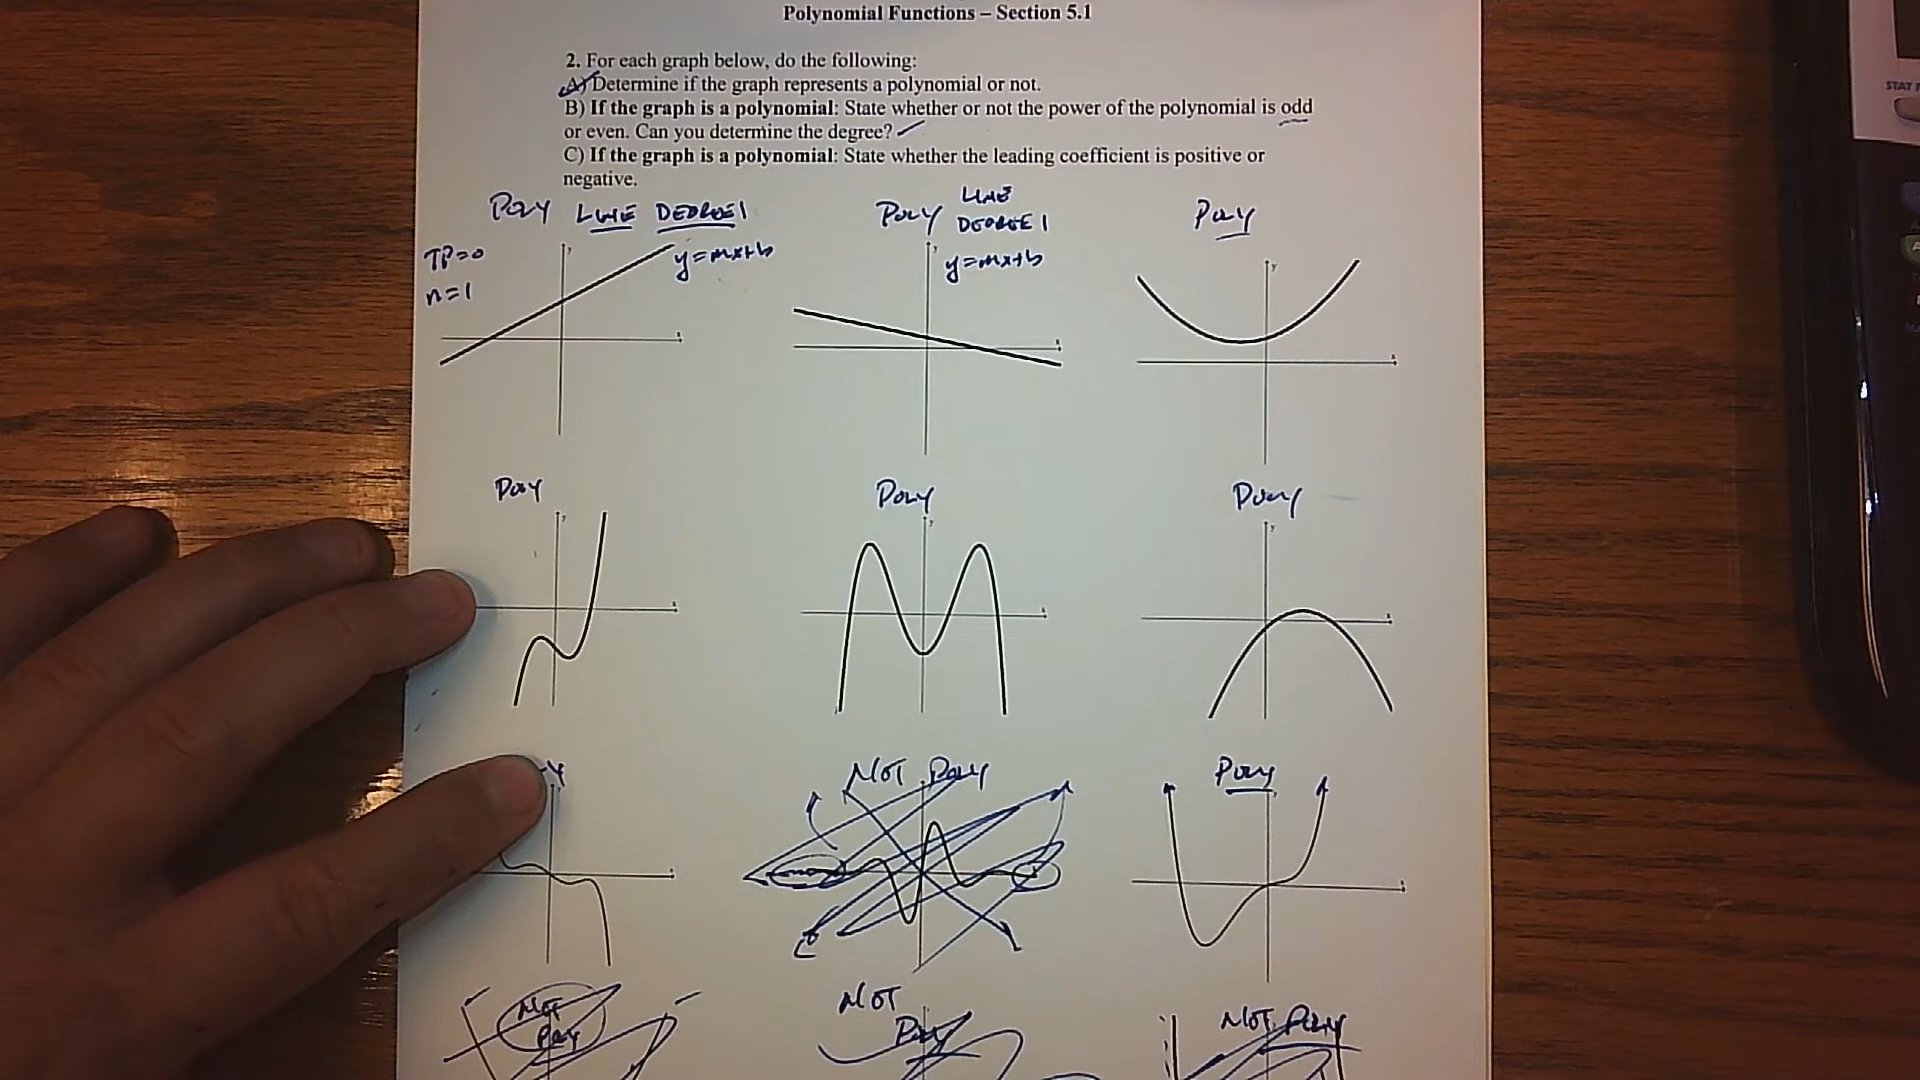 Polynomial Functions – Section 5.1
2. For each graph below, do the following:
A) Determine if the graph represents a polynomial or not.
B) If the graph is a polynomial: State whether or not the power of the polynomial is odd
or even. Can you determine the degree?
C) If the graph is a polynomial: State whether the leading coefficient is positive or
negative.
POLY LINE DEGREE 1
TP=0
n=1
y=mx+b
y
x
POLY LINE
DEGREE 1
y=mx+b
y
x
POLY
y
x
POLY
y
x
POLY
y
x
POLY
y
x
Y
x
NOT POLY
POLY
x
NOT
POLY
NOT
POLY
NOT POLY
STAT